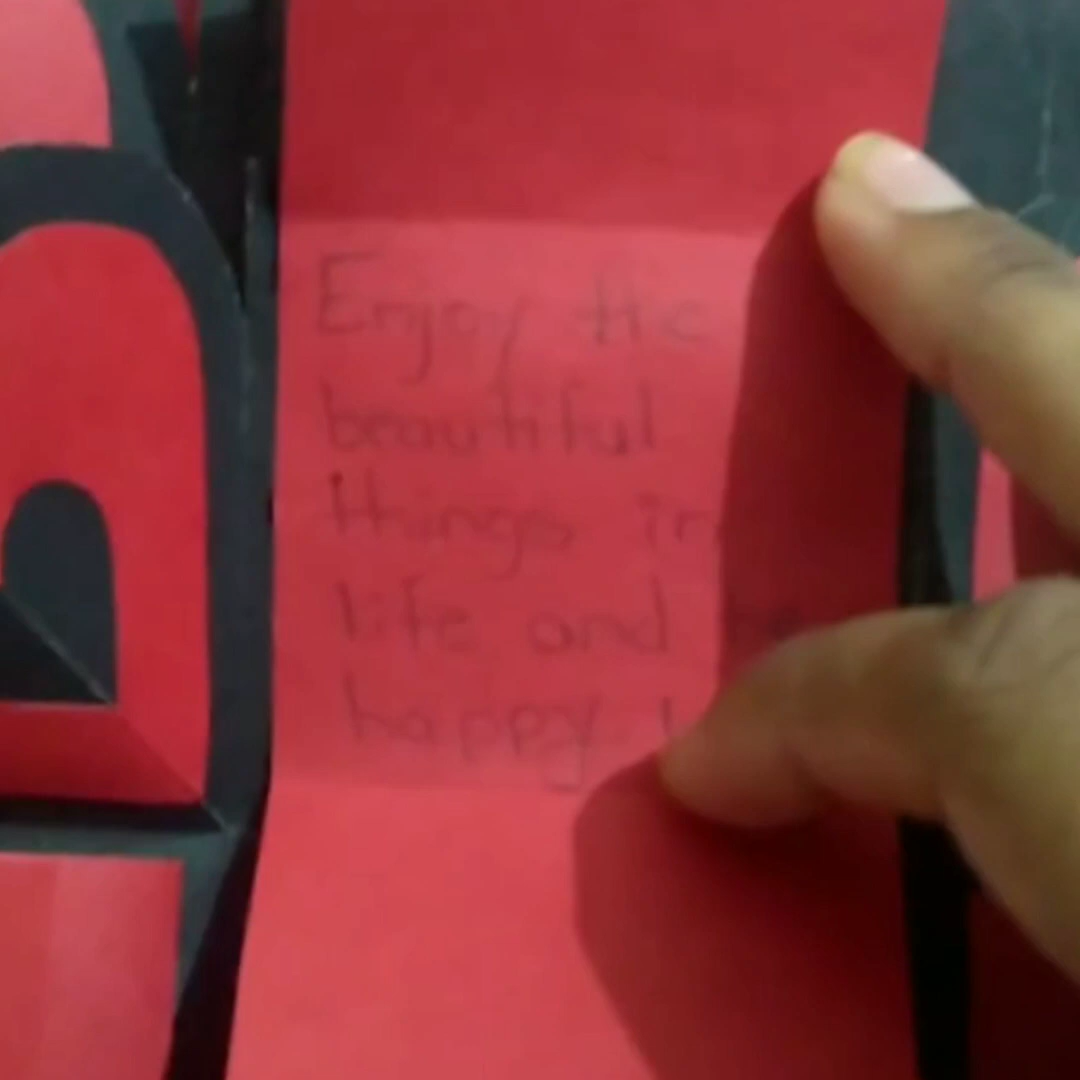 Enjoy the
beautiful
things in
life and
happy